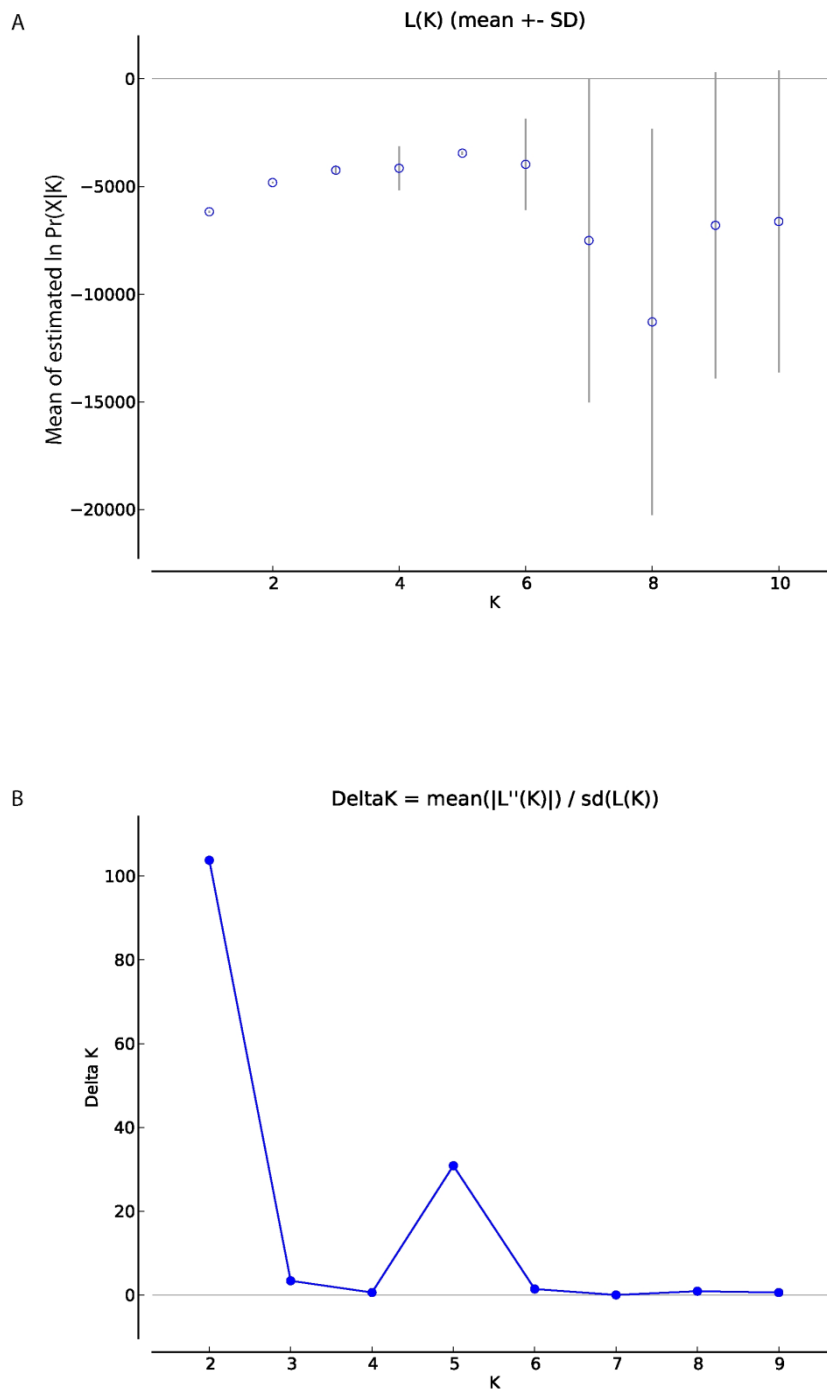 A
L(K) (mean +- SD)
Mean of estimated ln Pr(X|K)
0
−5000
−10000
−15000
−20000
2 4 6 8 10
K
B
DeltaK = mean(|L''(K)|) / sd(L(K))
Delta K
100
80
60
40
20
0
2 3 4 5 6 7 8 9
K